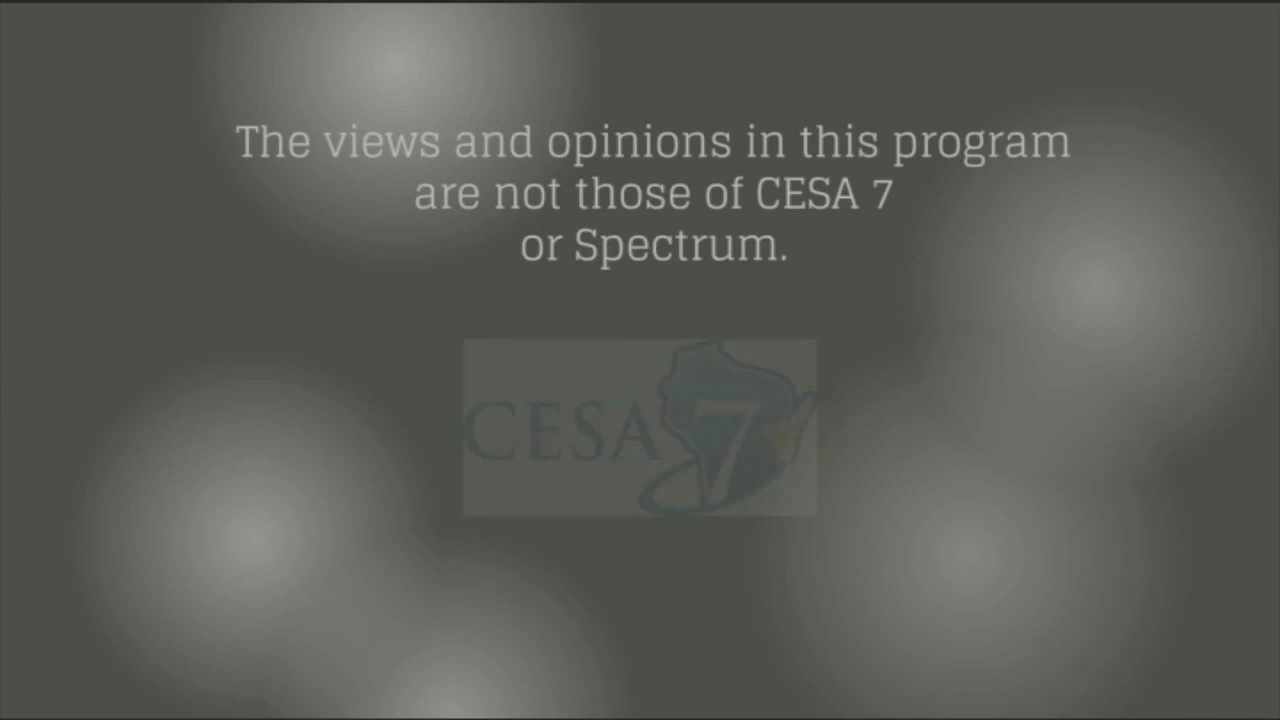 The views and opinions in this program
are not those of CESA 7
or Spectrum.
CESA 7